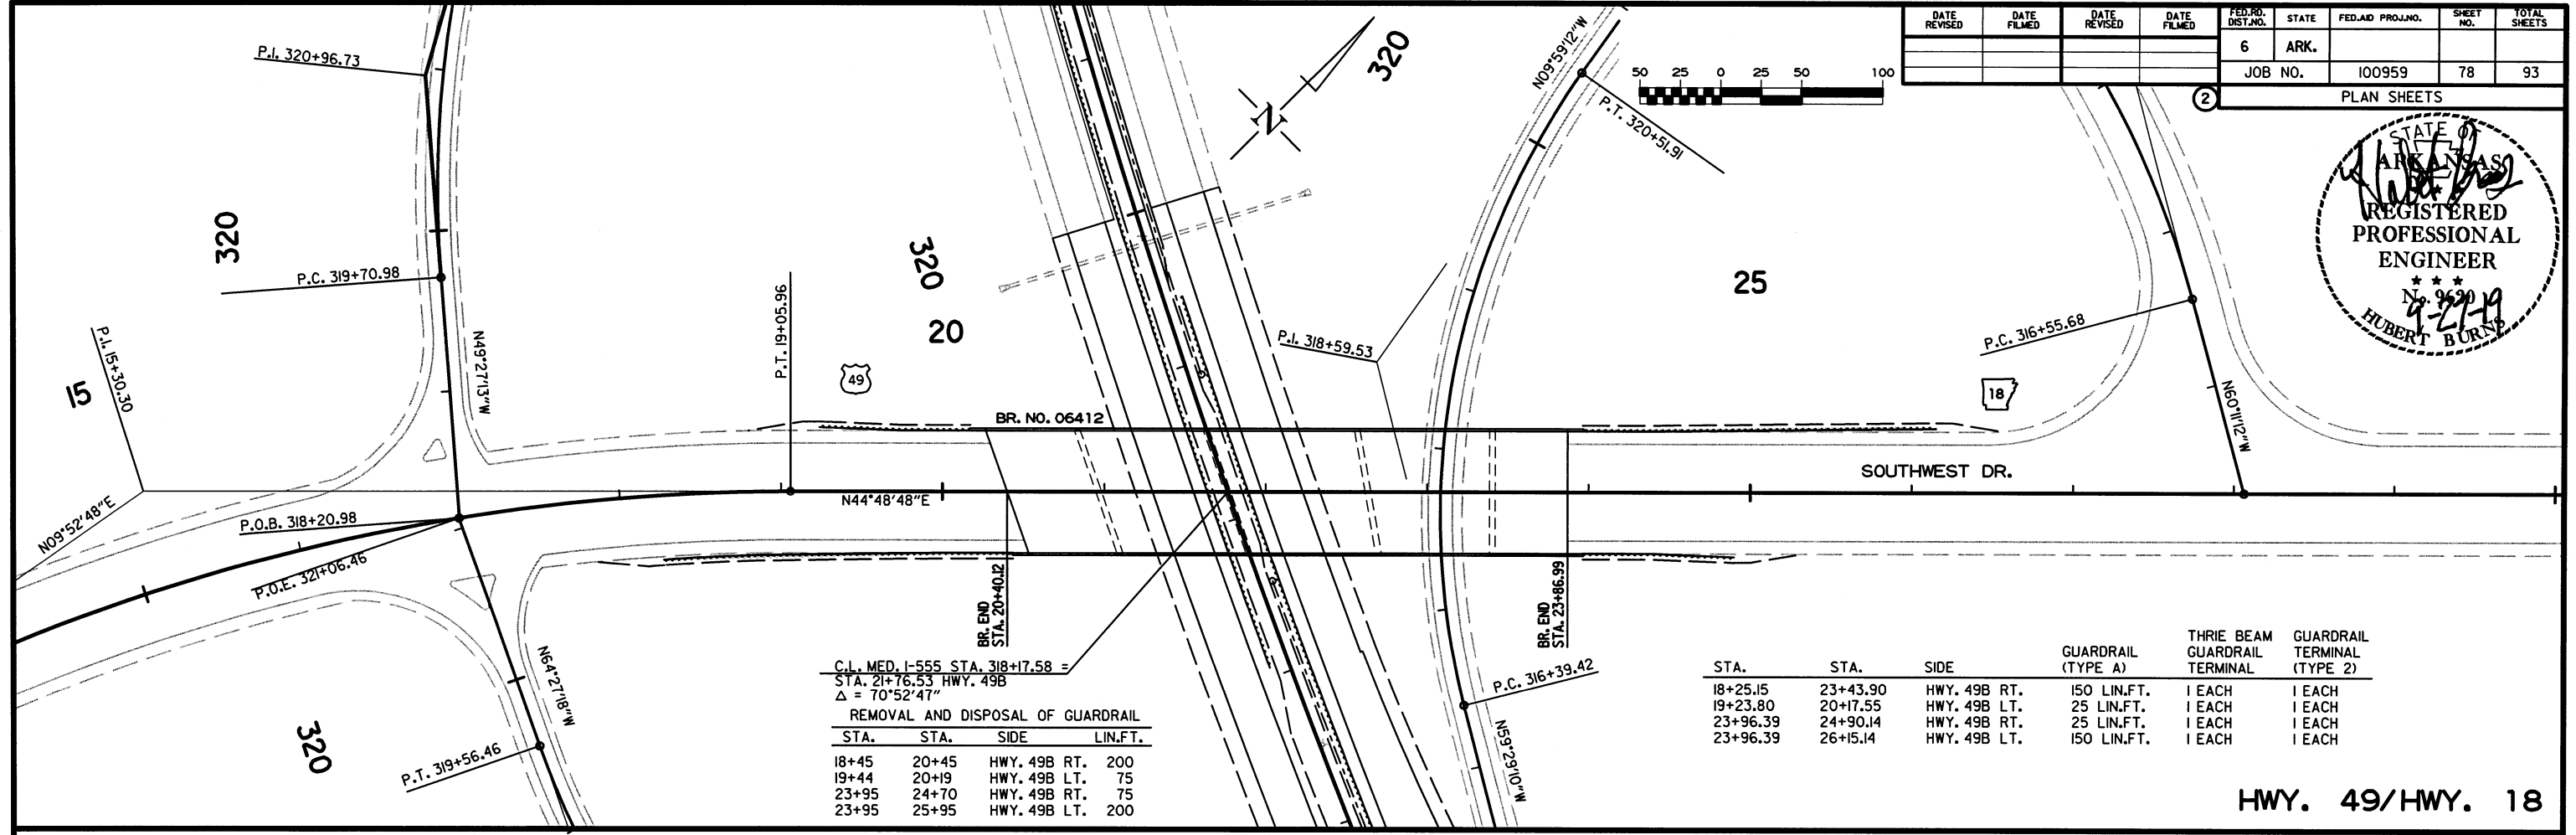 DATE REVISED
DATE FILMED
DATE REVISED
DATE FILMED
FED.RD. DIST.NO.
STATE
FED.AID PROJ.NO.
SHEET NO.
TOTAL SHEETS
6 ARK.
JOB NO. 100959 78 93
2 PLAN SHEETS
STATE OF
ARKANSAS
REGISTERED
PROFESSIONAL
ENGINEER
★ ★ ★
No. 9620
9-27-19
HUBERT BURNS
P.I. 320+96.73
320
N
320
50 25 0 25 50 100
N09°59'12"W
P.T. 320+51.91
320
P.C. 319+70.98
320
20
25
P.T. 19+05.96
P.I. 15+30.30
15
N49°27'13"W
49
P.I. 318+59.53
P.C. 316+55.68
18
N60°11'12"W
BR. NO. 06412
SOUTHWEST DR.
N44°48'48"E
N09°52'48"E
P.O.B. 318+20.98
P.O.E. 321+06.46
BR. END
STA. 20+40.12
BR. END
STA. 23+86.99
N64°27'18"W
320
P.T. 319+56.46
P.C. 316+39.42
N59°29'10"W
C.L. MED. I-555 STA. 318+17.58 =
STA. 21+76.53 HWY. 49B
Δ = 70°52'47"
REMOVAL AND DISPOSAL OF GUARDRAIL
STA. STA. SIDE LIN.FT.
18+45 20+45 HWY. 49B RT. 200
19+44 20+19 HWY. 49B LT. 75
23+95 24+70 HWY. 49B RT. 75
23+95 25+95 HWY. 49B LT. 200
THRIE BEAM GUARDRAIL
GUARDRAIL GUARDRAIL TERMINAL
STA. STA. SIDE (TYPE A) TERMINAL (TYPE 2)
18+25.15 23+43.90 HWY. 49B RT. 150 LIN.FT. 1 EACH 1 EACH
19+23.80 20+17.55 HWY. 49B LT. 25 LIN.FT. 1 EACH 1 EACH
23+96.39 24+90.14 HWY. 49B RT. 25 LIN.FT. 1 EACH 1 EACH
23+96.39 26+15.14 HWY. 49B LT. 150 LIN.FT. 1 EACH 1 EACH
HWY. 49/HWY. 18